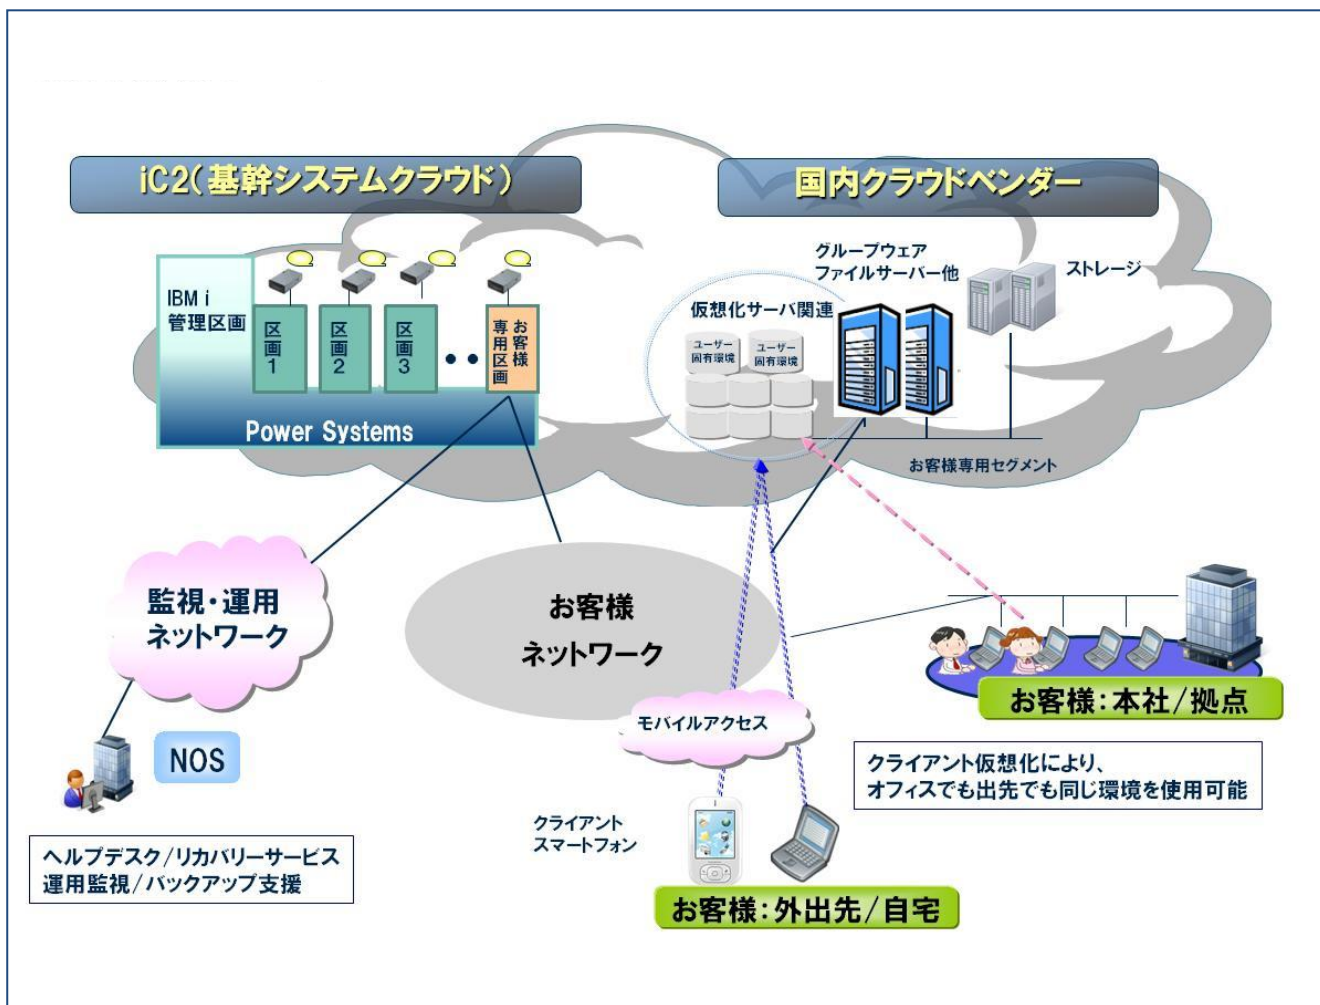 iC2(基幹システムクラウド)
国内クラウドベンダー
IBM i
管理区画
区画1
区画2
区画3
••
お客様
専用区画
Power Systems
グループウェア
ファイルサーバー他
ストレージ
仮想化サーバ関連
ユーザー
固有環境
ユーザー
固有環境
お客様専用セグメント
監視・運用
ネットワーク
お客様
ネットワーク
NOS
ヘルプデスク/リカバリーサービス
運用監視/バックアップ支援
モバイルアクセス
クライアント
スマートフォン
お客様:外出先/自宅
お客様:本社/拠点
クライアント仮想化により、
オフィスでも出先でも同じ環境を使用可能